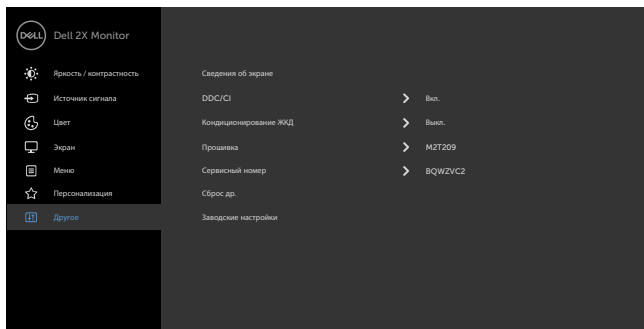 DELL Dell 2X Monitor
Яркость / контрастность
Сведения об экране
Источник сигнала
DDC/CI Вкл.
Цвет
Кондиционирование ЖКД Выкл.
Экран
Прошивка M2T209
Меню
Сервисный номер BQWZVC2
Персонализация
Сброс др.
Другое
Заводские настройки